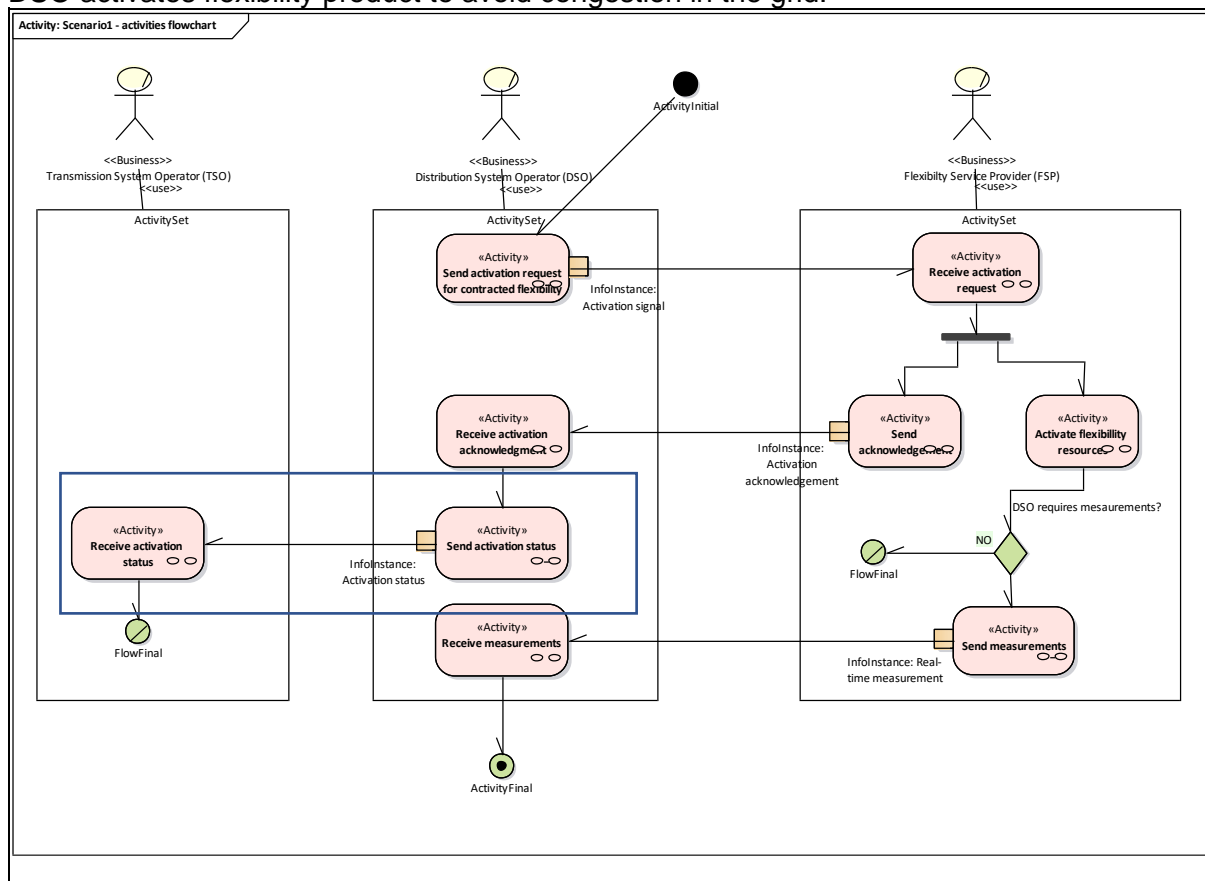 DSO activates flexibility product to avoid congestion in the grid.
Activity: Scenario1 - activities flowchart
ActivityInitial
<<Business>>
Transmission System Operator (TSO)
<<use>>
<<Business>>
Distribution System Operator (DSO)
<<use>>
<<Business>>
Flexibilty Service Provider (FSP)
<<use>>
ActivitySet
ActivitySet
ActivitySet
«Activity»
Send activation request
for contracted flexibility
InfoInstance:
Activation signal
«Activity»
Receive activation
request
«Activity»
Receive activation
acknowledgment
InfoInstance:
Activation
acknowledgement
«Activity»
Send
acknowledgement
«Activity»
Activate flexibillity
resources
DSO requires mesaurements?
NO
FlowFinal
«Activity»
Receive activation
status
InfoInstance:
Activation status
«Activity»
Send activation status
FlowFinal
«Activity»
Receive measurements
InfoInstance: Real-
time measurement
«Activity»
Send measurements
ActivityFinal